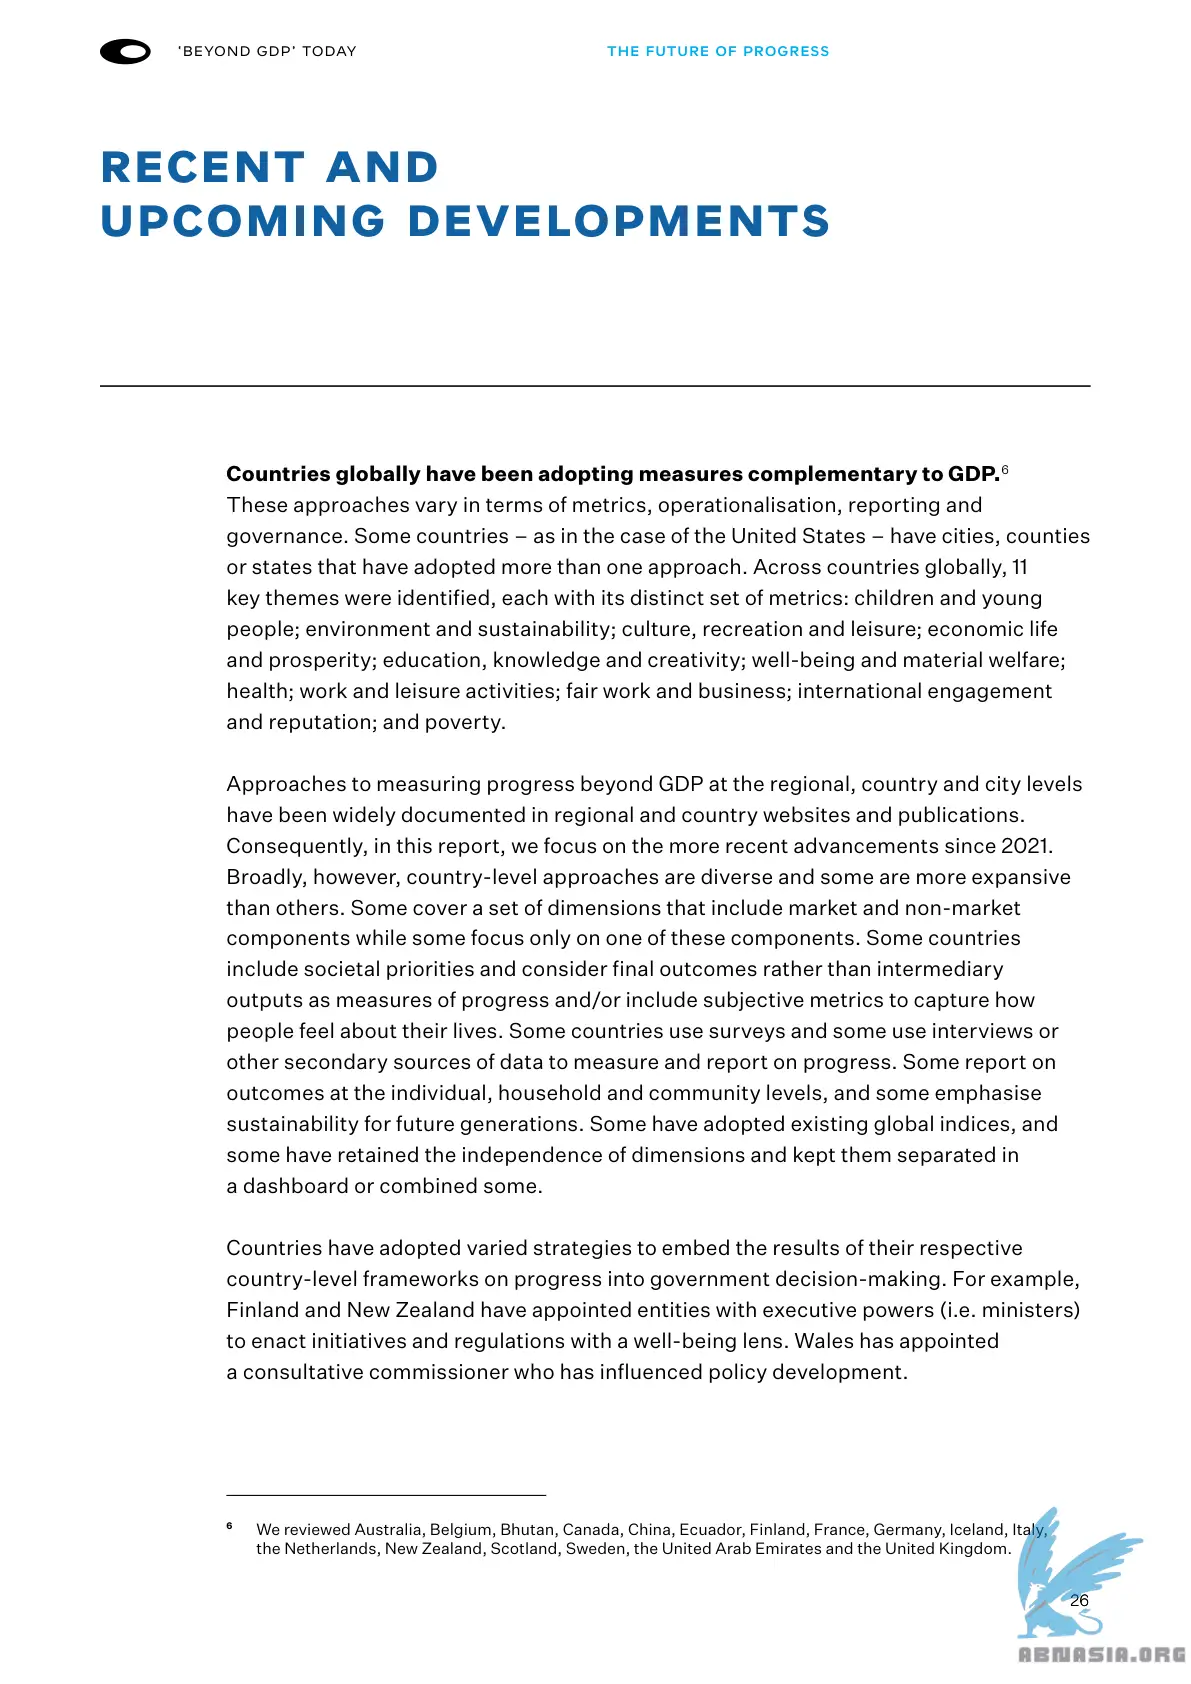 'BEYOND GDP' TODAY
THE FUTURE OF PROGRESS
RECENT AND
UPCOMING DEVELOPMENTS
Countries globally have been adopting measures complementary to GDP.6
These approaches vary in terms of metrics, operationalisation, reporting and
governance. Some countries – as in the case of the United States – have cities, counties
or states that have adopted more than one approach. Across countries globally, 11
key themes were identified, each with its distinct set of metrics: children and young
people; environment and sustainability; culture, recreation and leisure; economic life
and prosperity; education, knowledge and creativity; well-being and material welfare;
health; work and leisure activities; fair work and business; international engagement
and reputation; and poverty.
Approaches to measuring progress beyond GDP at the regional, country and city levels
have been widely documented in regional and country websites and publications.
Consequently, in this report, we focus on the more recent advancements since 2021.
Broadly, however, country-level approaches are diverse and some are more expansive
than others. Some cover a set of dimensions that include market and non-market
components while some focus only on one of these components. Some countries
include societal priorities and consider final outcomes rather than intermediary
outputs as measures of progress and/or include subjective metrics to capture how
people feel about their lives. Some countries use surveys and some use interviews or
other secondary sources of data to measure and report on progress. Some report on
outcomes at the individual, household and community levels, and some emphasise
sustainability for future generations. Some have adopted existing global indices, and
some have retained the independence of dimensions and kept them separated in
a dashboard or combined some.
Countries have adopted varied strategies to embed the results of their respective
country-level frameworks on progress into government decision-making. For example,
Finland and New Zealand have appointed entities with executive powers (i.e. ministers)
to enact initiatives and regulations with a well-being lens. Wales has appointed
a consultative commissioner who has influenced policy development.
6 We reviewed Australia, Belgium, Bhutan, Canada, China, Ecuador, Finland, France, Germany, Iceland, Italy,
the Netherlands, New Zealand, Scotland, Sweden, the United Arab Emirates and the United Kingdom.
26
ABNASIA.ORG